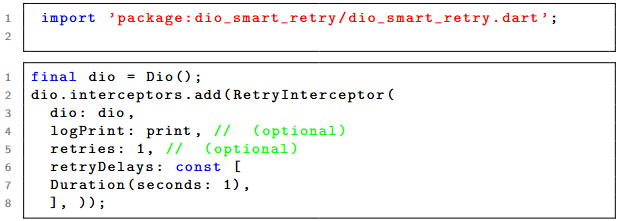 1 import 'package:dio_smart_retry/dio_smart_retry.dart';
2
1 final dio = Dio();
2 dio.interceptors.add(RetryInterceptor(
3 dio: dio,
4 logPrint: print, // (optional)
5 retries: 1, // (optional)
6 retryDelays: const [
7 Duration(seconds: 1),
8 ], ));